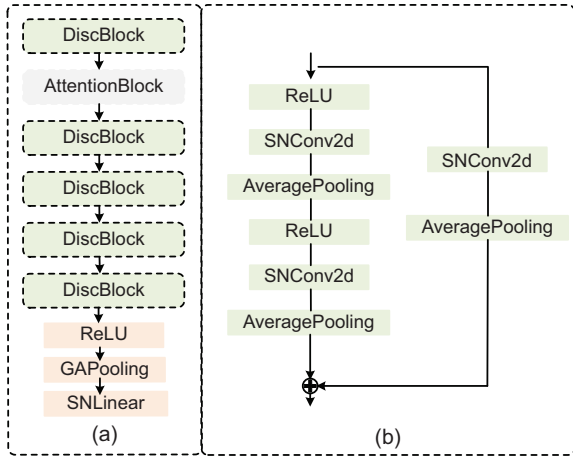 DiscBlock
AttentionBlock
DiscBlock
DiscBlock
DiscBlock
DiscBlock
ReLU
GAPooling
SNLinear
(a)
ReLU
SNConv2d
AveragePooling
ReLU
SNConv2d
AveragePooling
SNConv2d
AveragePooling
(b)